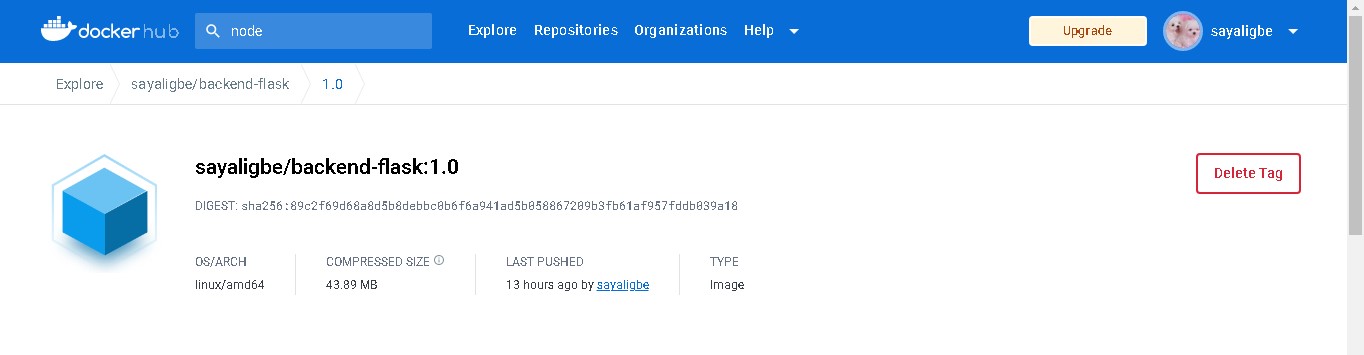 docker hub
node
Explore Repositories Organizations Help
Upgrade
sayaligbe
Explore sayaligbe/backend-flask 1.0
sayaligbe/backend-flask:1.0
Delete Tag
DIGEST: sha256:89c2f69d68a8d5b8debbc0b6f6a941ad5b058867209b3fb61af957fddb039a18
OS/ARCH
linux/amd64
COMPRESSED SIZE
43.89 MB
LAST PUSHED
13 hours ago by sayaligbe
TYPE
Image